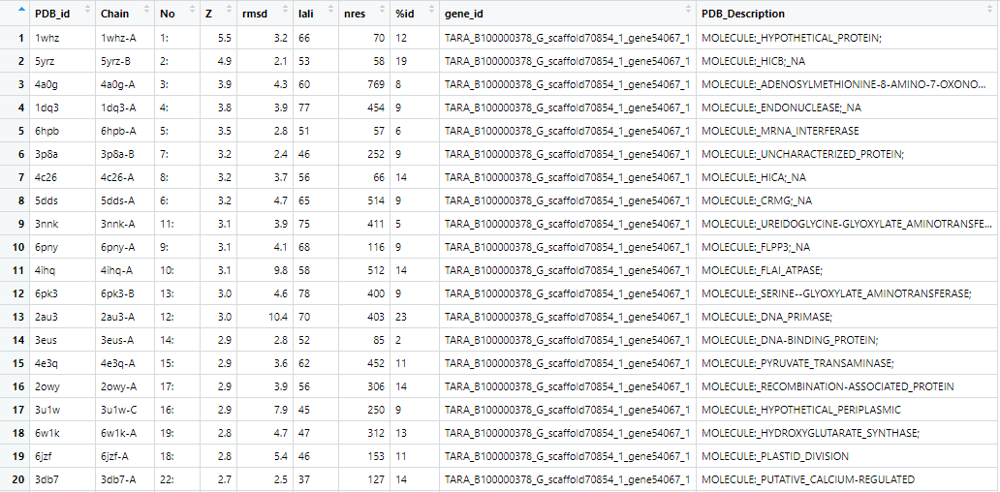 PDB_id Chain No Z rmsd lali nres %id gene_id PDB_Description
1 1whz 1whz-A 1: 5.5 3.2 66 70 12 TARA_B100000378_G_scaffold70854_1_gene54067_1 MOLECULE:_HYPOTHETICAL_PROTEIN;
2 5yrz 5yrz-B 2: 4.9 2.1 53 58 19 TARA_B100000378_G_scaffold70854_1_gene54067_1 MOLECULE:_HICB;_NA
3 4a0g 4a0g-A 3: 3.9 4.3 60 769 8 TARA_B100000378_G_scaffold70854_1_gene54067_1 MOLECULE:_ADENOSYLMETHIONINE-8-AMINO-7-OXONO...
4 1dq3 1dq3-A 4: 3.8 3.9 77 454 9 TARA_B100000378_G_scaffold70854_1_gene54067_1 MOLECULE:_ENDONUCLEASE;_NA
5 6hpb 6hpb-A 5: 3.5 2.8 51 57 6 TARA_B100000378_G_scaffold70854_1_gene54067_1 MOLECULE:_MRNA_INTERFERASE
6 3p8a 3p8a-B 7: 3.2 2.4 46 252 9 TARA_B100000378_G_scaffold70854_1_gene54067_1 MOLECULE:_UNCHARACTERIZED_PROTEIN;
7 4c26 4c26-A 8: 3.2 3.7 56 66 14 TARA_B100000378_G_scaffold70854_1_gene54067_1 MOLECULE:_HICA;_NA
8 5dds 5dds-A 6: 3.2 4.7 65 514 9 TARA_B100000378_G_scaffold70854_1_gene54067_1 MOLECULE:_CRMG;_NA
9 3nnk 3nnk-A 11: 3.1 3.9 75 411 5 TARA_B100000378_G_scaffold70854_1_gene54067_1 MOLECULE:_UREIDOGLYCINE-GLYOXYLATE_AMINOTRANSFE...
10 6pny 6pny-A 9: 3.1 4.1 68 116 9 TARA_B100000378_G_scaffold70854_1_gene54067_1 MOLECULE:_FLPP3;_NA
11 4ihq 4ihq-A 10: 3.1 9.8 58 512 14 TARA_B100000378_G_scaffold70854_1_gene54067_1 MOLECULE:_FLAI_ATPASE;
12 6pk3 6pk3-B 13: 3.0 4.6 78 400 9 TARA_B100000378_G_scaffold70854_1_gene54067_1 MOLECULE:_SERINE--GLYOXYLATE_AMINOTRANSFERASE;
13 2au3 2au3-A 12: 3.0 10.4 70 403 23 TARA_B100000378_G_scaffold70854_1_gene54067_1 MOLECULE:_DNA_PRIMASE;
14 3eus 3eus-A 14: 2.9 2.8 52 85 2 TARA_B100000378_G_scaffold70854_1_gene54067_1 MOLECULE:_DNA-BINDING_PROTEIN;
15 4e3q 4e3q-A 15: 2.9 3.6 62 452 11 TARA_B100000378_G_scaffold70854_1_gene54067_1 MOLECULE:_PYRUVATE_TRANSAMINASE;
16 2owy 2owy-A 17: 2.9 3.9 56 306 14 TARA_B100000378_G_scaffold70854_1_gene54067_1 MOLECULE:_RECOMBINATION-ASSOCIATED_PROTEIN
17 3u1w 3u1w-C 16: 2.9 7.9 45 250 9 TARA_B100000378_G_scaffold70854_1_gene54067_1 MOLECULE:_HYPOTHETICAL_PERIPLASMIC
18 6w1k 6w1k-A 19: 2.8 4.7 47 312 13 TARA_B100000378_G_scaffold70854_1_gene54067_1 MOLECULE:_HYDROXYGLUTARATE_SYNTHASE;
19 6jzf 6jzf-A 18: 2.8 5.4 46 153 11 TARA_B100000378_G_scaffold70854_1_gene54067_1 MOLECULE:_PLASTID_DIVISION
20 3db7 3db7-A 22: 2.7 2.5 37 127 14 TARA_B100000378_G_scaffold70854_1_gene54067_1 MOLECULE:_PUTATIVE_CALCIUM-REGULATED